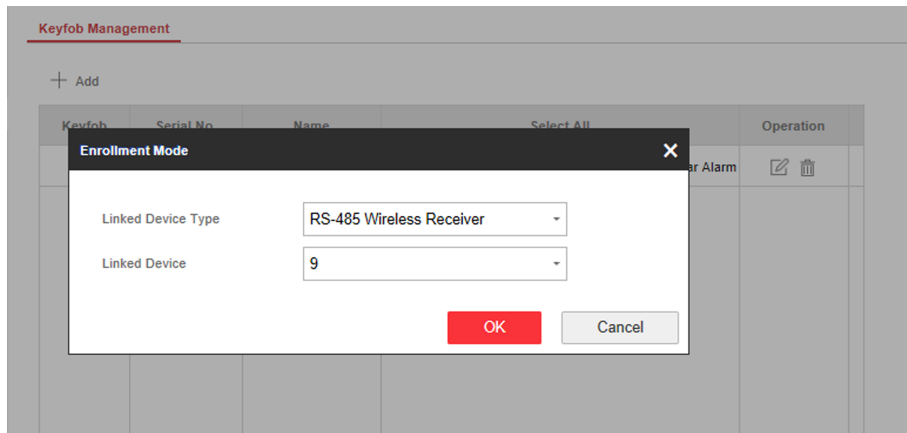 Keyfob Management
+ Add
Keyfob Serial No Name Select All Operation
Enrollment Mode
ar Alarm
Linked Device Type RS-485 Wireless Receiver
Linked Device 9
OK Cancel